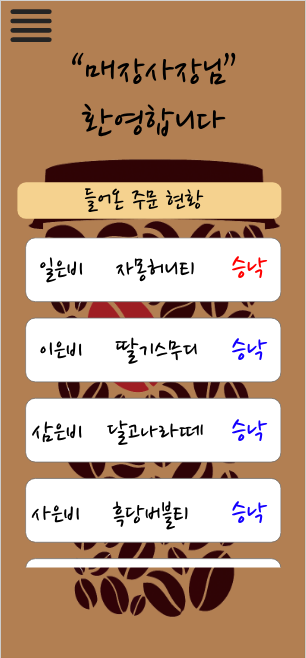 “매장사장님”
환영합니다
들어온 주문 현황
일은비 자몽허니티 승낙
이은비 딸기스무디 승낙
삼은비 달고나라떼 승낙
사은비 흑당버블티 승낙